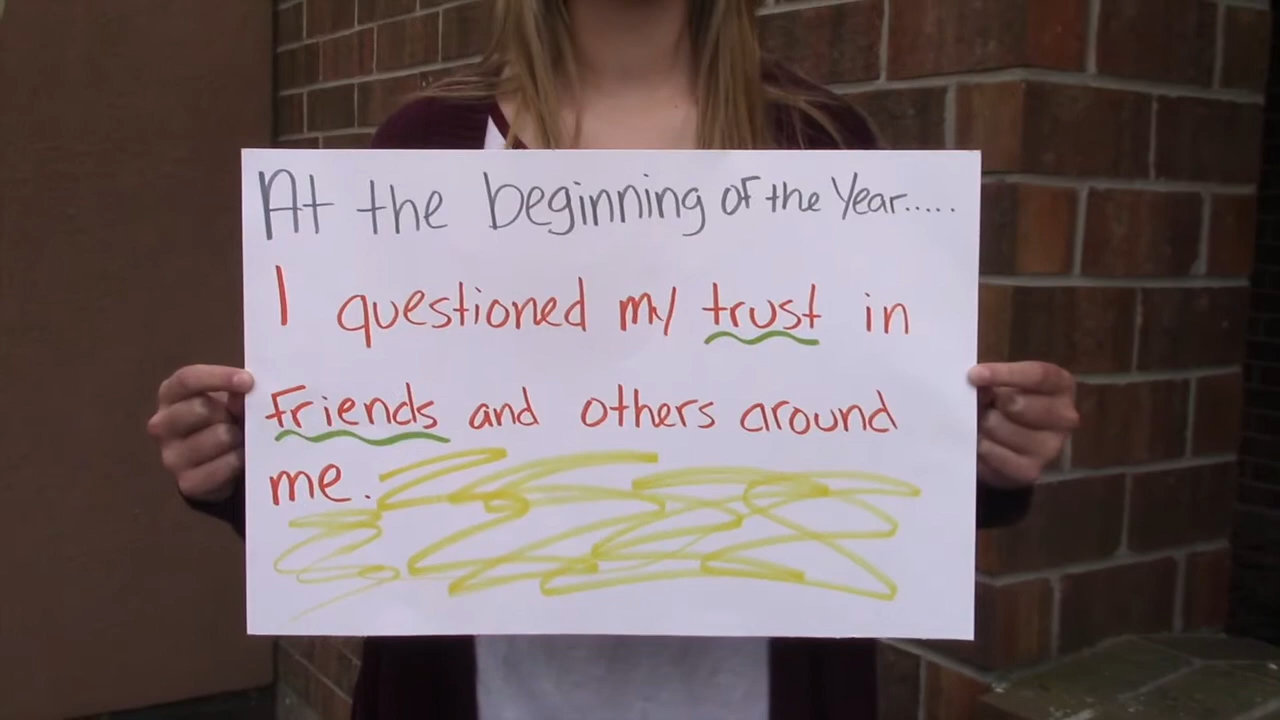 At the beginning of the Year.....
I questioned my trust in
Friends and others around
me.